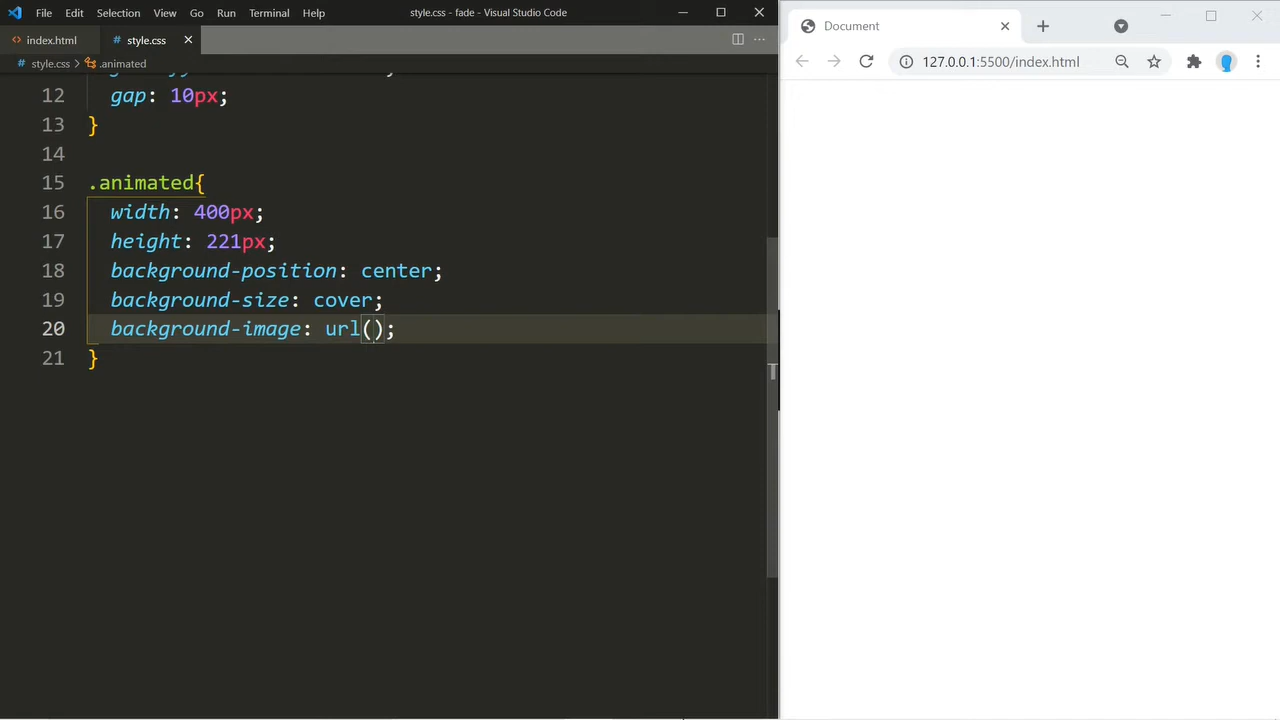 File Edit Selection View Go Run Terminal Help style.css - fade - Visual Studio Code
index.html # style.css
# style.css > .animated
12 gap: 10px;
13 }
14
15 .animated{
16 width: 400px;
17 height: 221px;
18 background-position: center;
19 background-size: cover;
20 background-image: url();
21 }
Document
127.0.0.1:5500/index.html